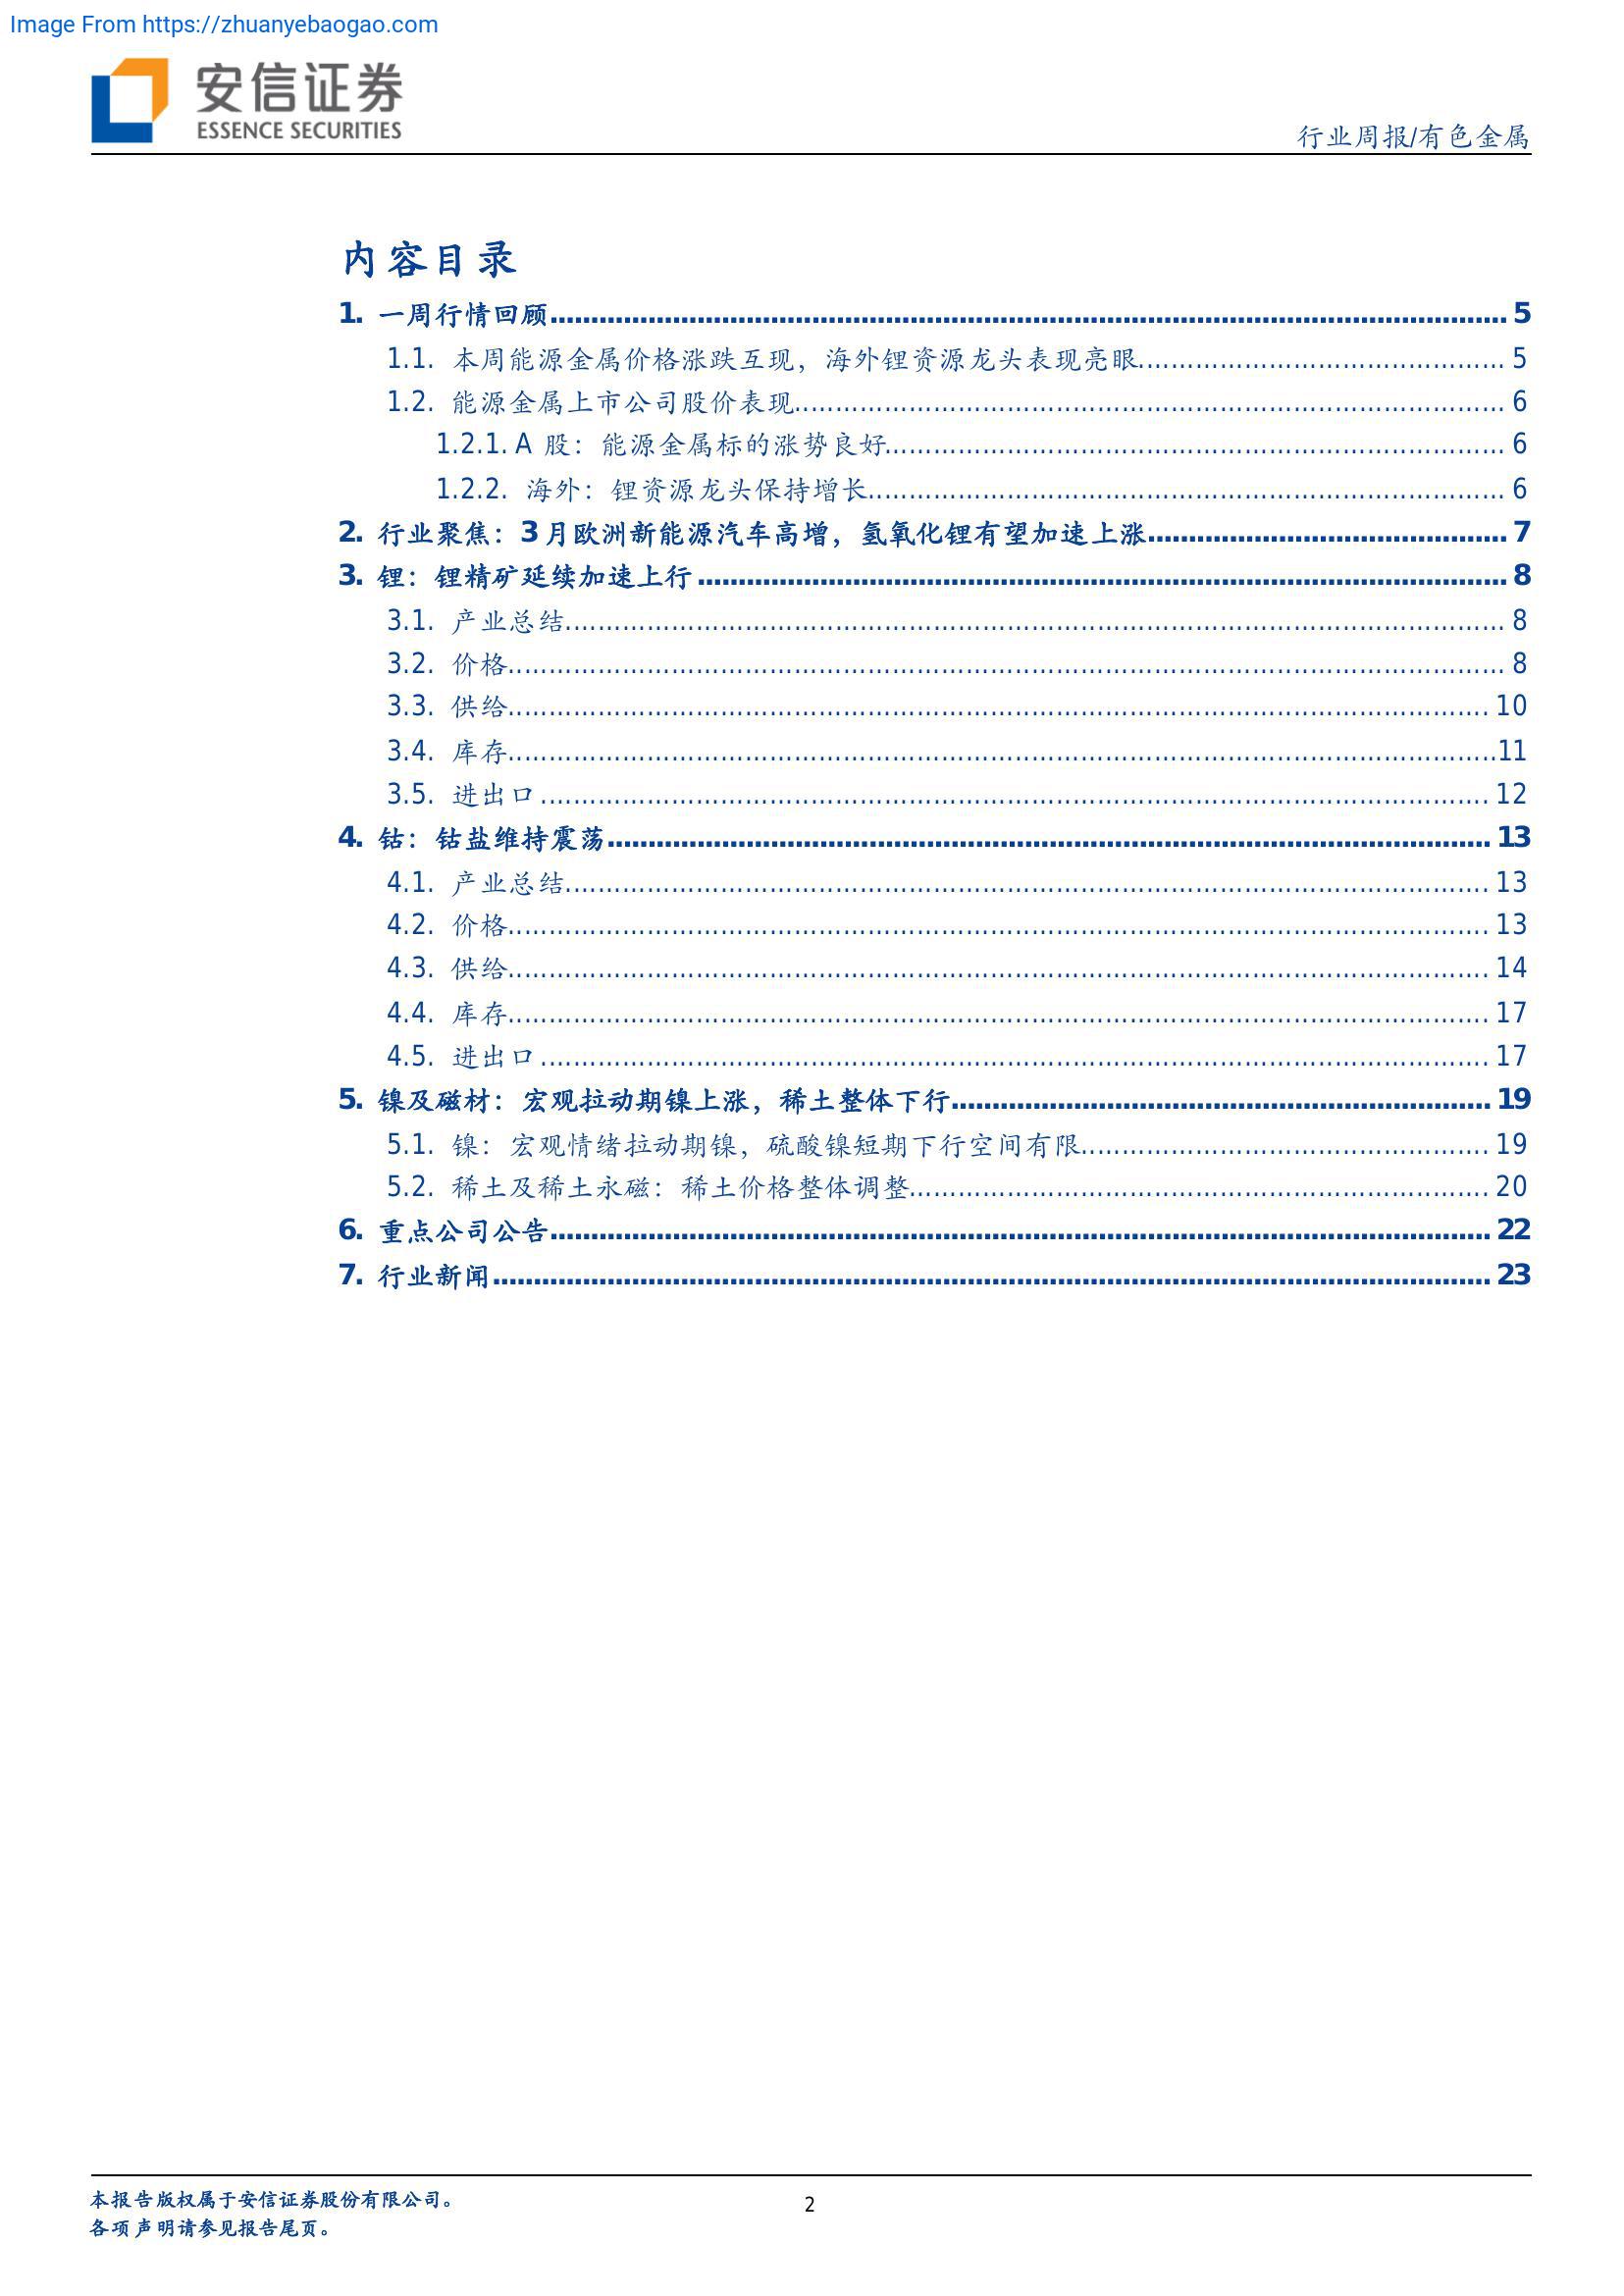 Image From https://zhuanyebaogao.com
安信证券
ESSENCE SECURITIES
行业周报/有色金属
内容目录
1. 一周行情回顾 5
1.1. 本周能源金属价格涨跌互现，海外锂资源龙头表现亮眼 5
1.2. 能源金属上市公司股价表现 6
1.2.1. A 股：能源金属标的涨势良好 6
1.2.2. 海外：锂资源龙头保持增长 6
2. 行业聚焦：3 月欧洲新能源汽车高增，氢氧化锂有望加速上涨 7
3. 锂：锂精矿延续加速上行 8
3.1. 产业总结 8
3.2. 价格 8
3.3. 供给 10
3.4. 库存 11
3.5. 进出口 12
4. 钴：钴盐维持震荡 13
4.1. 产业总结 13
4.2. 价格 13
4.3. 供给 14
4.4. 库存 17
4.5. 进出口 17
5. 镍及磁材：宏观拉动期镍上涨，稀土整体下行 19
5.1. 镍：宏观情绪拉动期镍，硫酸镍短期下行空间有限 19
5.2. 稀土及稀土永磁：稀土价格整体调整 20
6. 重点公司公告 22
7. 行业新闻 23
本报告版权属于安信证券股份有限公司。
各项声明请参见报告尾页。
2